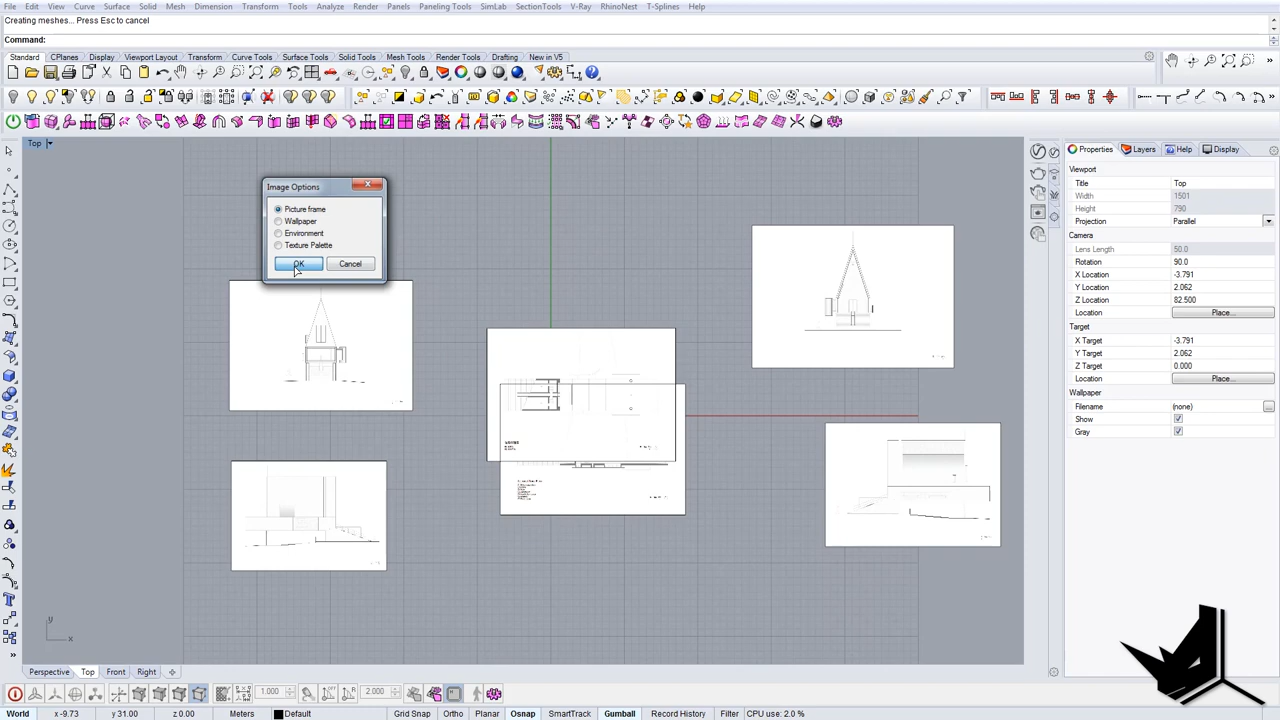 File Edit View Curve Surface Solid Mesh Dimension Transform Tools Analyze Render Panels Paneling Tools SimLab SectionTools V-Ray RhinoNest T-Splines Help
Creating meshes... Press Esc to cancel
Command:
Standard CPlanes Display Viewport Layout Transform Curve Tools Surface Tools Solid Tools Mesh Tools Render Tools Drafting New in V5
Top
Image Options
Picture frame
Wallpaper
Environment
Texture Palette
OK Cancel
Properties Layers Help Display
Viewport
Title Top
Width 1501
Height 790
Projection Parallel
Camera
Lens Length 50.0
Rotation 90.0
X Location -3.791
Y Location 2.062
Z Location 82.500
Location Place...
Target
X Target -3.791
Y Target 2.062
Z Target 0.000
Location Place...
Wallpaper
Filename (none)
Show
Gray
y
x
Perspective Top Front Right
1.000 2.000
World x -9.73 y 31.00 z 0.00 Meters Default Grid Snap Ortho Planar Osnap SmartTrack Gumball Record History Filter CPU use: 2.0 %